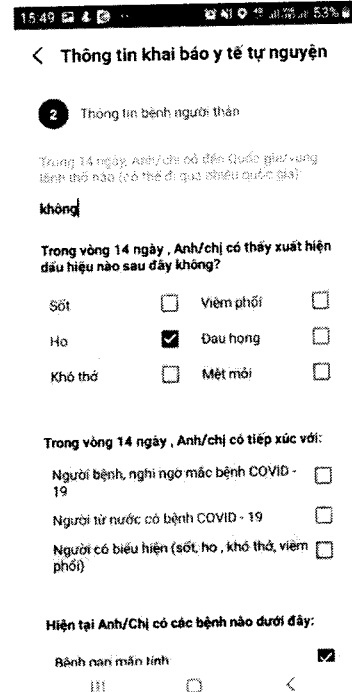 15:49 53%
Thông tin khai báo y tế tự nguyện
2 Thông tin bệnh người thân
Trong 14 ngày, Anh/chị có đến Quốc gia/vùng
lãnh thổ nào (có thể đi qua nhiều quốc gia):
không
Trong vòng 14 ngày , Anh/chị có thấy xuất hiện
dấu hiệu nào sau đây không?
Sốt Viêm phổi
Ho Đau họng
Khó thở Mệt mỏi
Trong vòng 14 ngày , Anh/chị có tiếp xúc với:
Người bệnh, nghi ngờ mắc bệnh COVID -
19
Người từ nước có bệnh COVID - 19
Người có biểu hiện (sốt, ho , khó thở, viêm
phổi)
Hiện tại Anh/Chị có các bệnh nào dưới đây:
Bệnh gan mãn tính